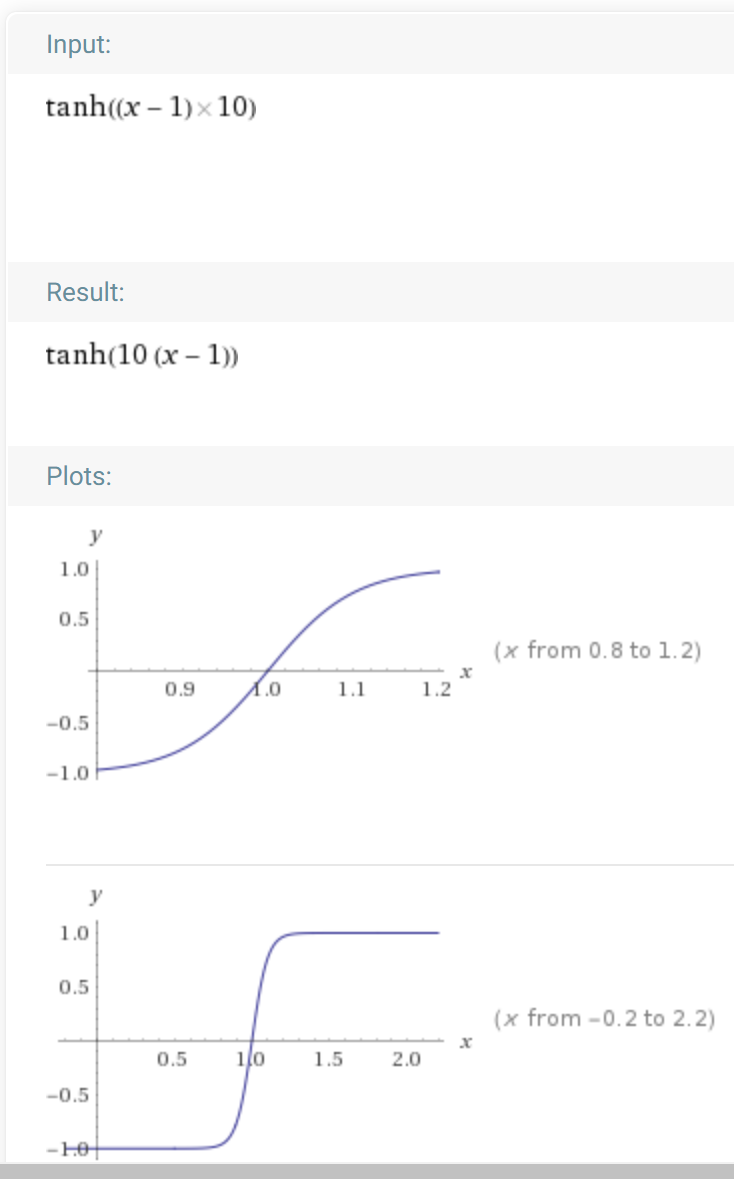 Input:
tanh((x − 1)×10)
Result:
tanh(10 (x − 1))
Plots:
y
1.0
0.5
−0.5
−1.0
0.9 1.0 1.1 1.2 x
(x from 0.8 to 1.2)
y
1.0
0.5
−0.5
−1.0
0.5 1.0 1.5 2.0 x
(x from −0.2 to 2.2)